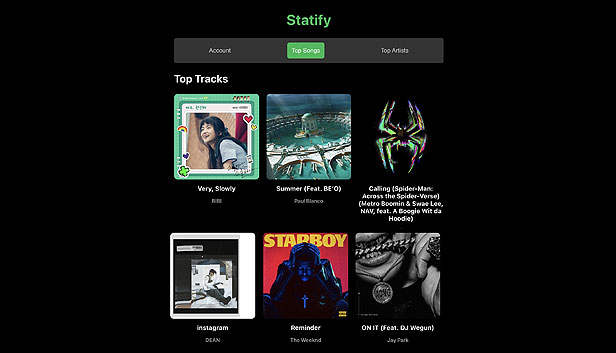 Statify
Account
Top Songs
Top Artists
Top Tracks
Very, Slowly
BIBI
Summer (Feat. BE'O)
Paul Blanco
Calling (Spider-Man:
Across the Spider-Verse)
(Metro Boomin & Swae Lee,
NAV, feat. A Boogie Wit da
Hoodie)
STARBOY
instagram
DEAN
Reminder
The Weeknd
ON IT (Feat. DJ Wegun)
Jay Park